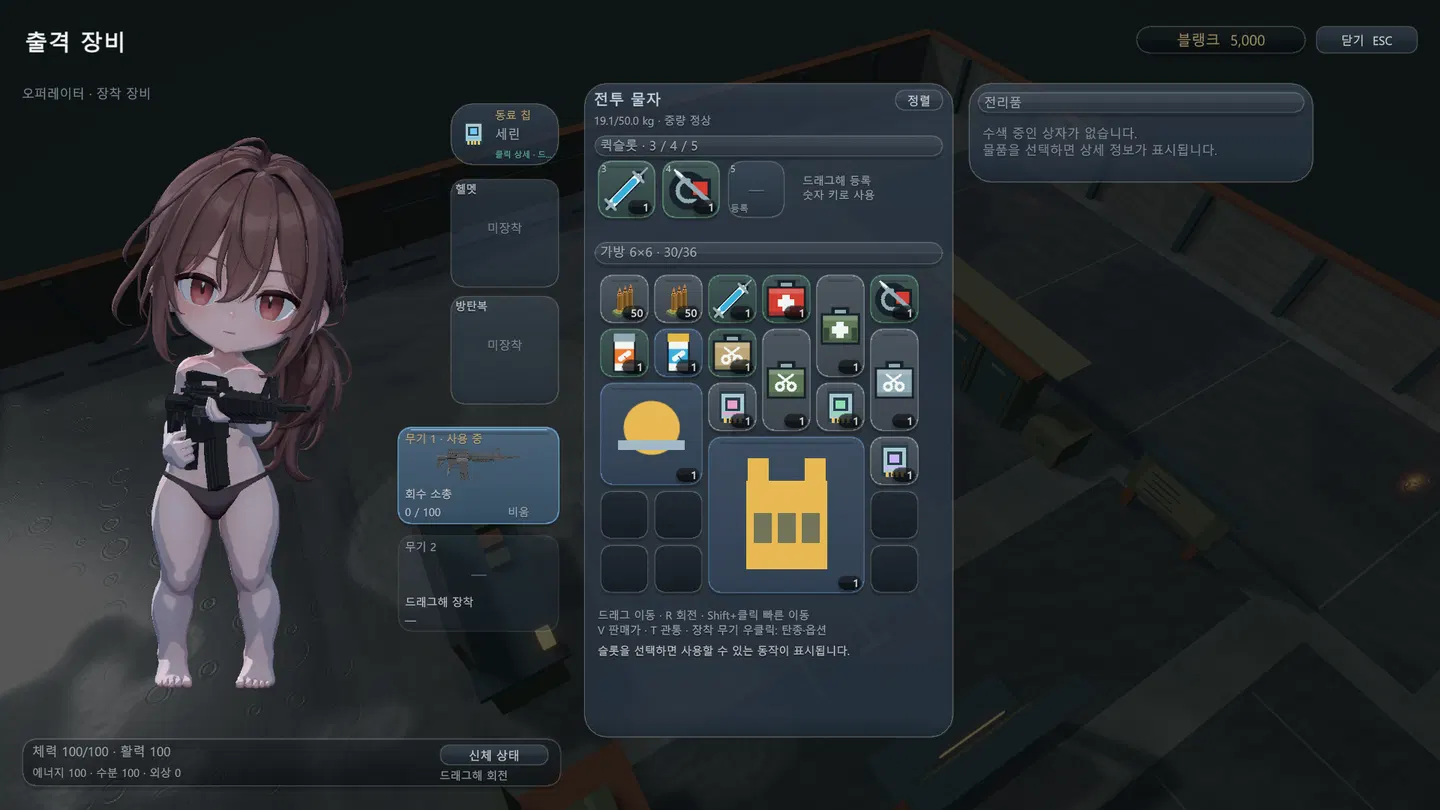 출격 장비
블랭크 5,000
닫기 ESC
오퍼레이터 · 장착 장비
동료 칩
세린
클릭 상세 · 드...
헬멧
미장착
방탄복
미장착
무기 1 · 사용 중
회수 소총
0 / 100 비움
무기 2
—
드래그해 장착
—
전투 물자
정렬
19.1/50.0 kg · 중량 정상
퀵슬롯 · 3 / 4 / 5
3
1
4
1
5
—
등록
드래그해 등록
숫자 키로 사용
가방 6×6 · 30/36
50
50
1
1
1
1
1
1
1
1
1
1
1
1
1
1
드래그 이동 · R 회전 · Shift+클릭 빠른 이동
V 판매가 · T 관통 · 장착 무기 우클릭: 탄종·옵션
슬롯을 선택하면 사용할 수 있는 동작이 표시됩니다.
전리품
수색 중인 상자가 없습니다.
물품을 선택하면 상세 정보가 표시됩니다.
체력 100/100 · 활력 100
에너지 100 · 수분 100 · 외상 0
신체 상태
드래그해 회전